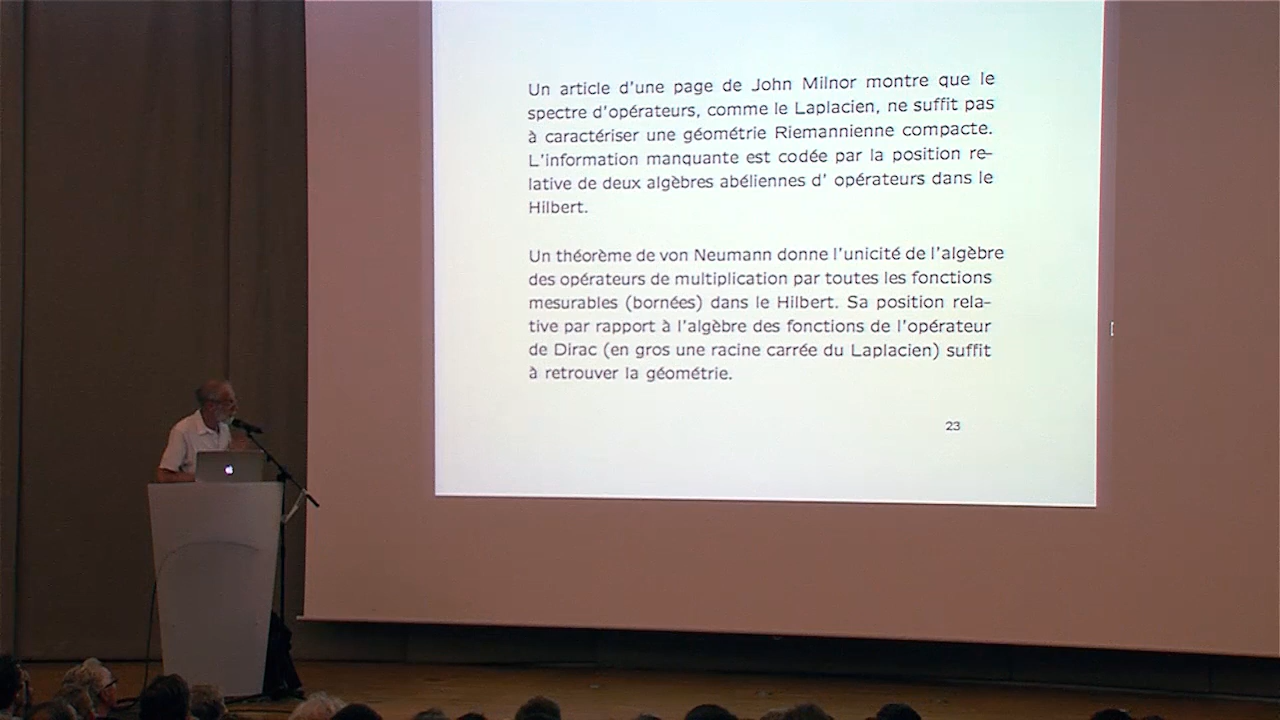 Un article d'une page de John Milnor montre que le
spectre d'opérateurs, comme le Laplacien, ne suffit pas
à caractériser une géométrie Riemannienne compacte.
L'information manquante est codée par la position re-
lative de deux algèbres abéliennes d' opérateurs dans le
Hilbert.
Un théorème de von Neumann donne l'unicité de l'algèbre
des opérateurs de multiplication par toutes les fonctions
mesurables (bornées) dans le Hilbert. Sa position rela-
tive par rapport à l'algèbre des fonctions de l'opérateur
de Dirac (en gros une racine carrée du Laplacien) suffit
à retrouver la géométrie.
23